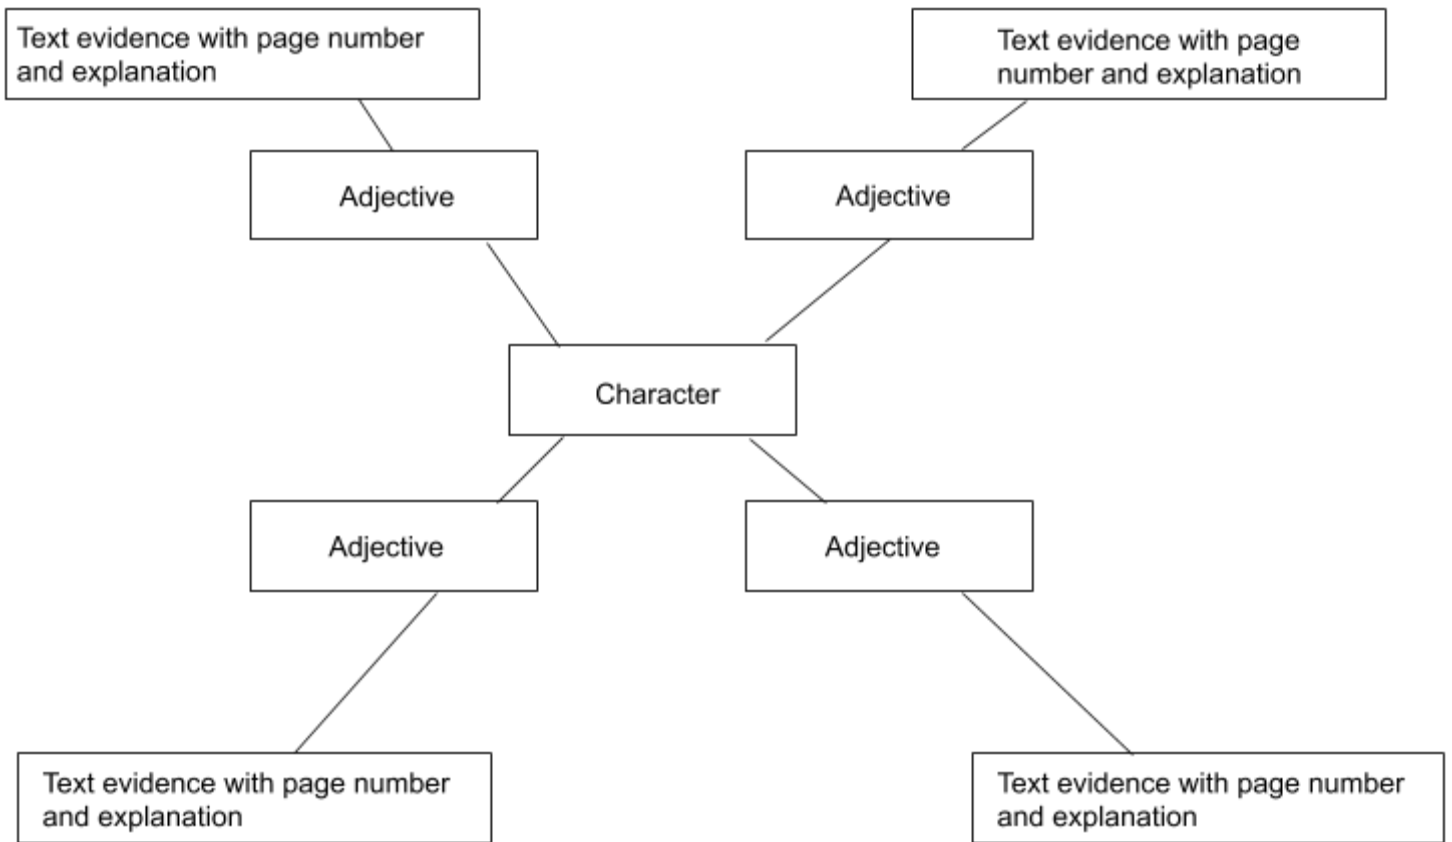 Text evidence with page number
and explanation
Text evidence with page
number and explanation
Adjective
Adjective
Character
Adjective
Adjective
Text evidence with page number
and explanation
Text evidence with page number
and explanation